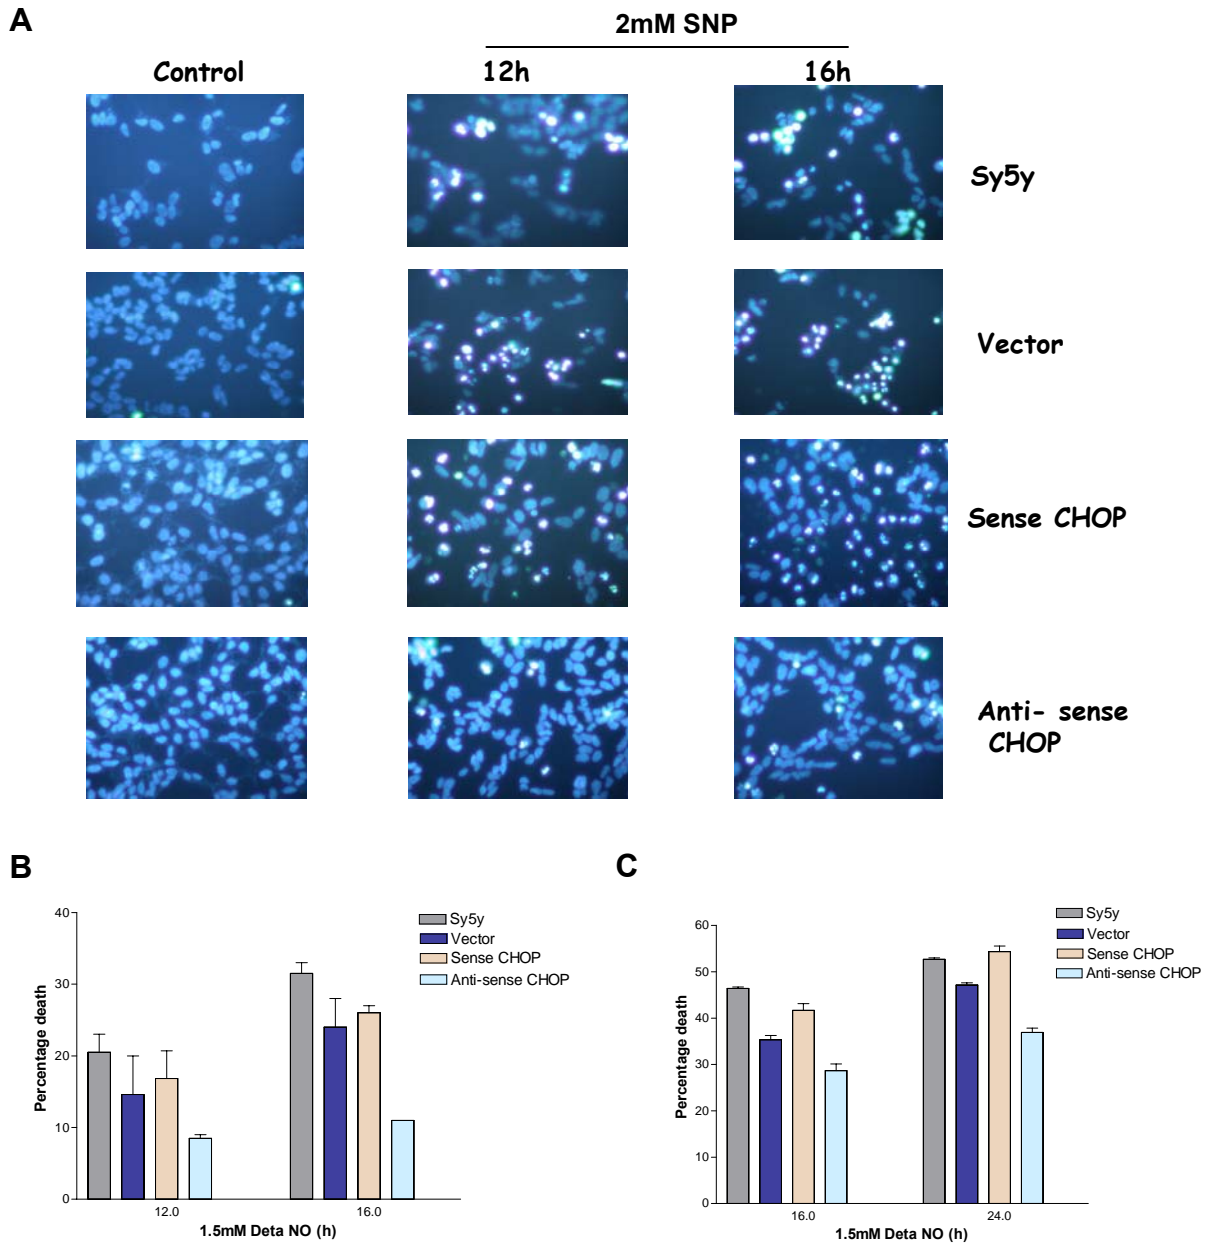 A
2mM SNP
Control
12h
16h
Sy5y
Vector
Sense CHOP
Anti- sense
CHOP
B
40
30
20
10
0
Percentage death
12.0
16.0
1.5mM Deta NO (h)
Sy5y
Vector
Sense CHOP
Anti-sense CHOP
C
60
50
40
30
20
10
0
Percentage death
16.0
24.0
1.5mM Deta NO (h)
Sy5y
Vector
Sense CHOP
Anti-sense CHOP